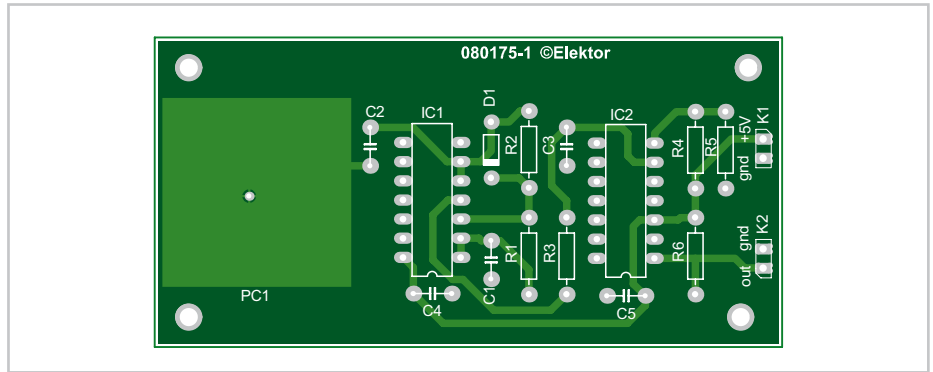 080175-1 ©Elektor
C2
IC1
D1
R2
C3
IC2
R4
R5
+5V
K1
gnd
R1
R3
R6
gnd
K2
out
PC1
C4
C1
C5